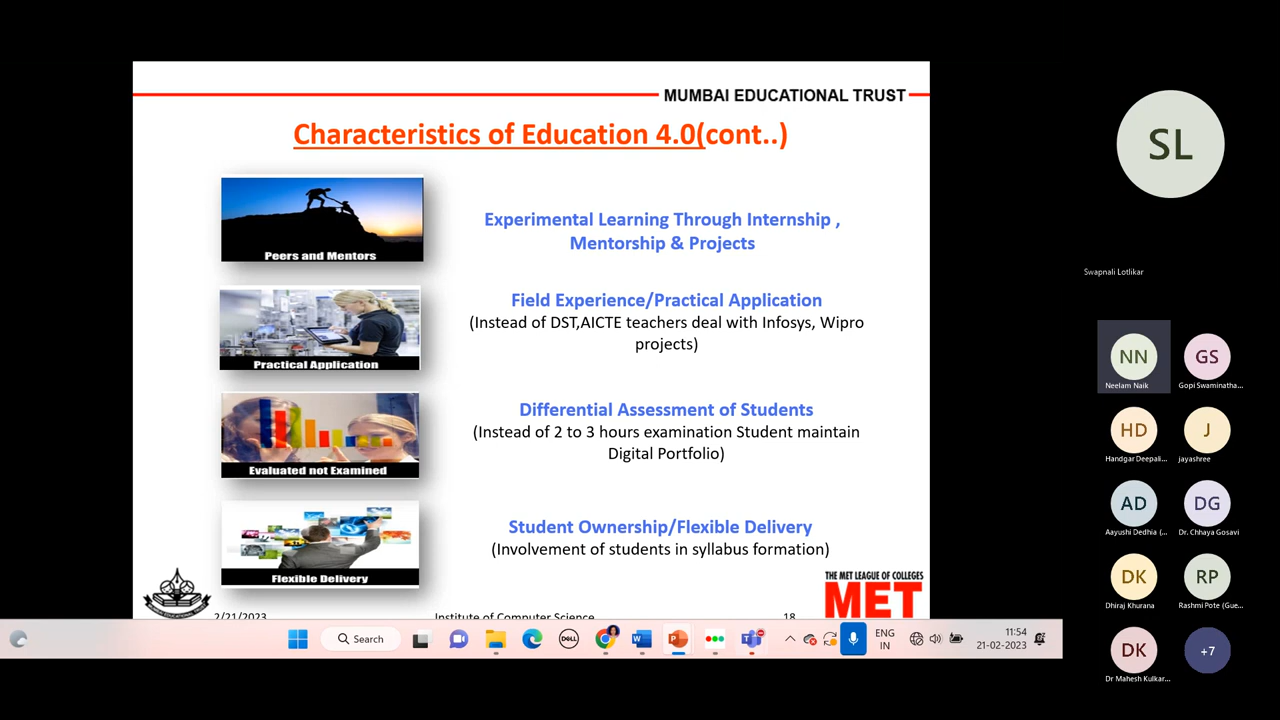 MUMBAI EDUCATIONAL TRUST
Characteristics of Education 4.0(cont..)
Peers and Mentors
Experimental Learning Through Internship ,
Mentorship & Projects
Practical Application
Field Experience/Practical Application
(Instead of DST,AICTE teachers deal with Infosys, Wipro
projects)
Evaluated not Examined
Differential Assessment of Students
(Instead of 2 to 3 hours examination Student maintain
Digital Portfolio)
Flexible Delivery
Student Ownership/Flexible Delivery
(Involvement of students in syllabus formation)
THE MET LEAGUE OF COLLEGES
MET
2/21/2023
Institute of Computer Science
18
Search
DELL
W
P
ENG
IN
11:54
21-02-2023
SL
Swapnali Lotlikar
NN
Neelam Naik
GS
Gopi Swaminatha...
HD
Handgar Deepali...
J
jayashree
AD
Aayushi Dedhia (...
DG
Dr. Chhaya Gosavi
DK
Dhiraj Khurana
RP
Rashmi Pote (Gue...
DK
Dr Mahesh Kulkar...
+7